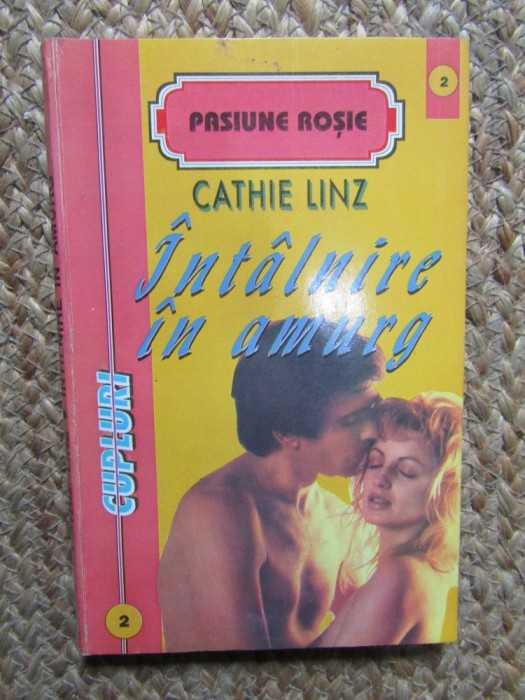 2
PASIUNE ROȘIE
CATHIE LINZ
Întâlnire
în amurg
CUPLURI
2